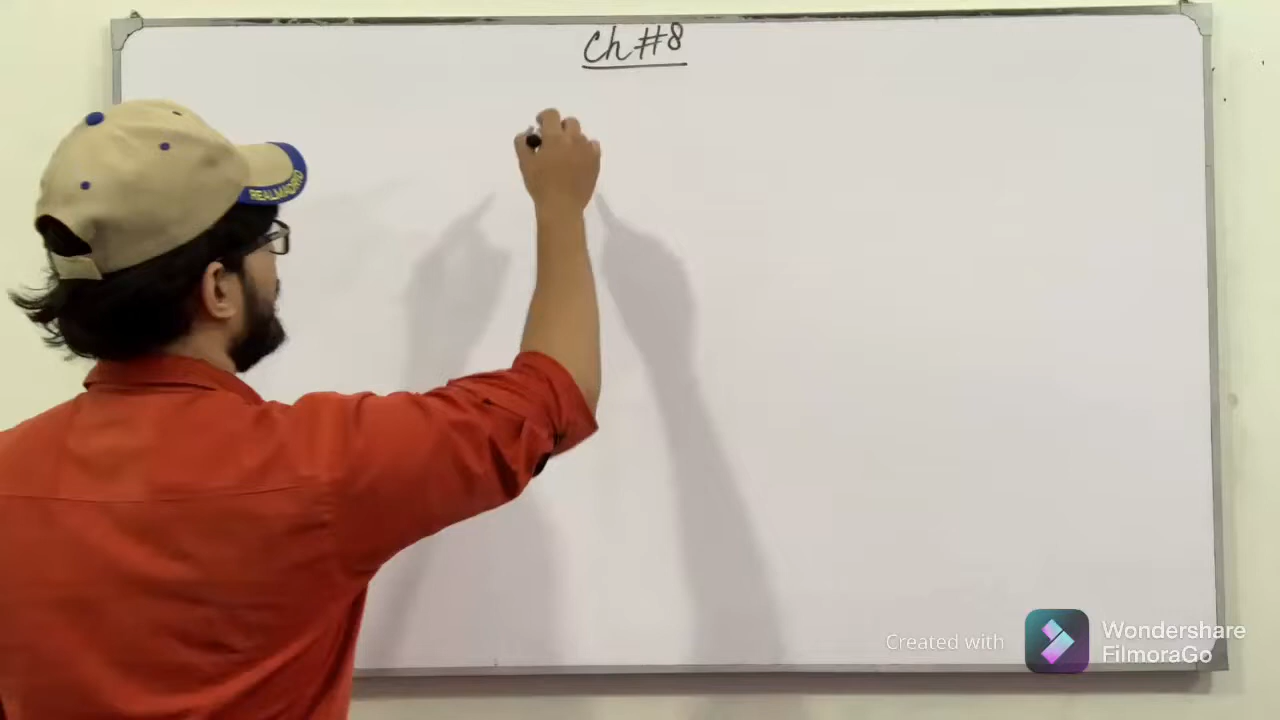 Ch #8
REALMADRID
Created with
Wondershare
FilmoraGo